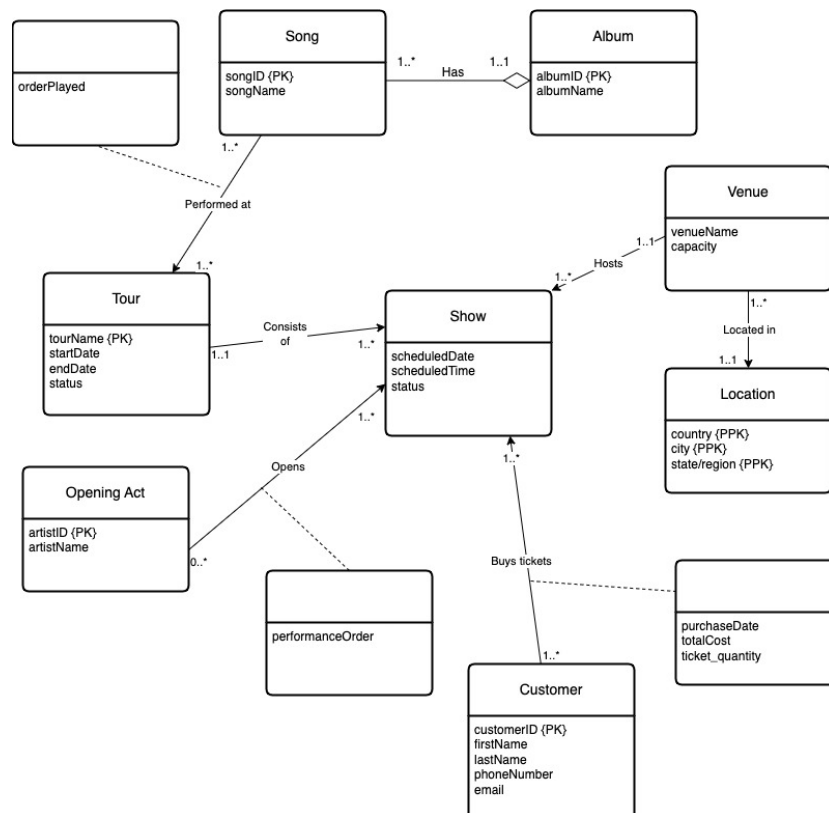 Song
songID {PK}
songName
1..*
Has
1..1
Album
albumID {PK}
albumName
orderPlayed
1..*
Performed at
1..*
Venue
venueName
capacity
1..1
Hosts
1..*
1..*
Located in
1..1
Location
country {PPK}
city {PPK}
state/region {PPK}
Tour
tourName {PK}
startDate
endDate
status
1..1
Consists
of
1..*
Show
scheduledDate
scheduledTime
status
1..*
Opens
0..*
Opening Act
artistID {PK}
artistName
performanceOrder
1..*
Buys tickets
1..*
purchaseDate
totalCost
ticket_quantity
Customer
customerID {PK}
firstName
lastName
phoneNumber
email